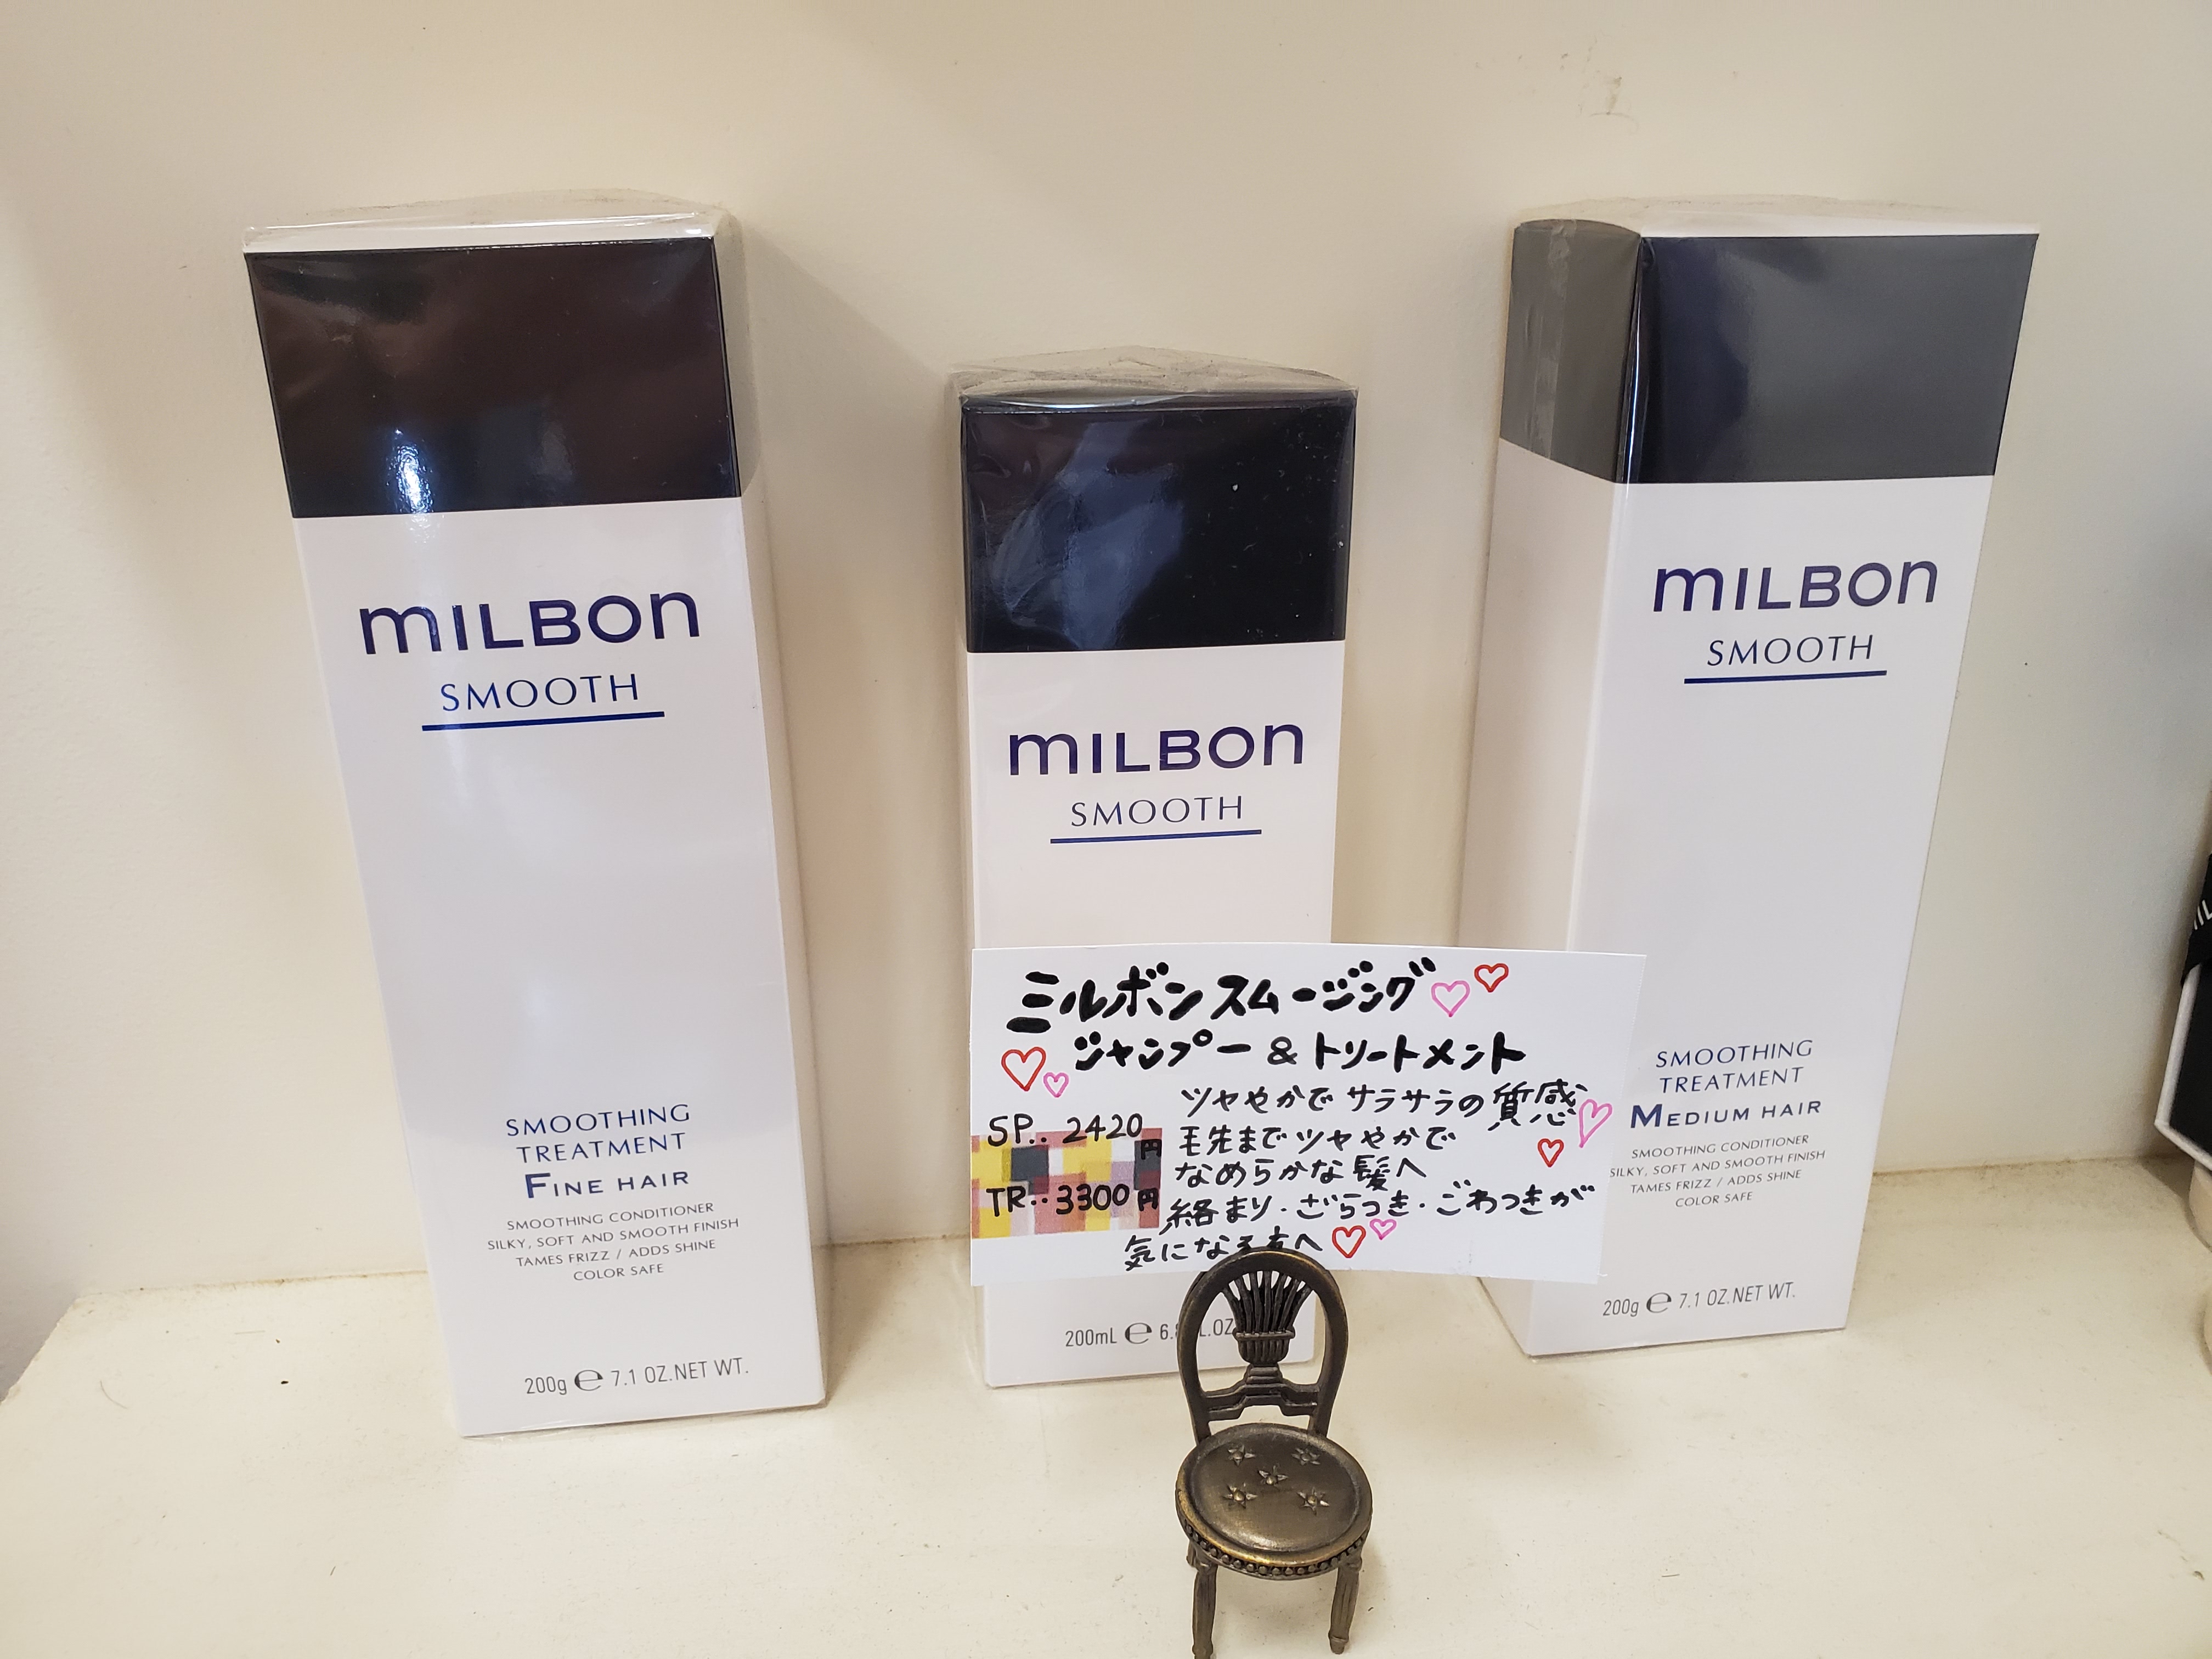 mILBON
SMOOTH
SMOOTHING
TREATMENT
FINE HAIR
SMOOTHING CONDITIONER
SILKY, SOFT AND SMOOTH FINISH
TAMES FRIZZ / ADDS SHINE
COLOR SAFE
200g ℮ 7.1 OZ.NET WT.
mILBON
SMOOTH
ミルボンスムージング
シャンプー & トリートメント
SP.. 2420円
TR.. 3300円
ツヤやかでサラサラの質感
毛先までツヤやかで
なめらかな髪へ
絡まり・ざらつき・ごわつきが
気になる方へ
200mL ℮
mILBON
SMOOTH
SMOOTHING
TREATMENT
MEDIUM HAIR
SMOOTHING CONDITIONER
SILKY, SOFT AND SMOOTH FINISH
TAMES FRIZZ / ADDS SHINE
COLOR SAFE
200g ℮ 7.1 OZ.NET WT.